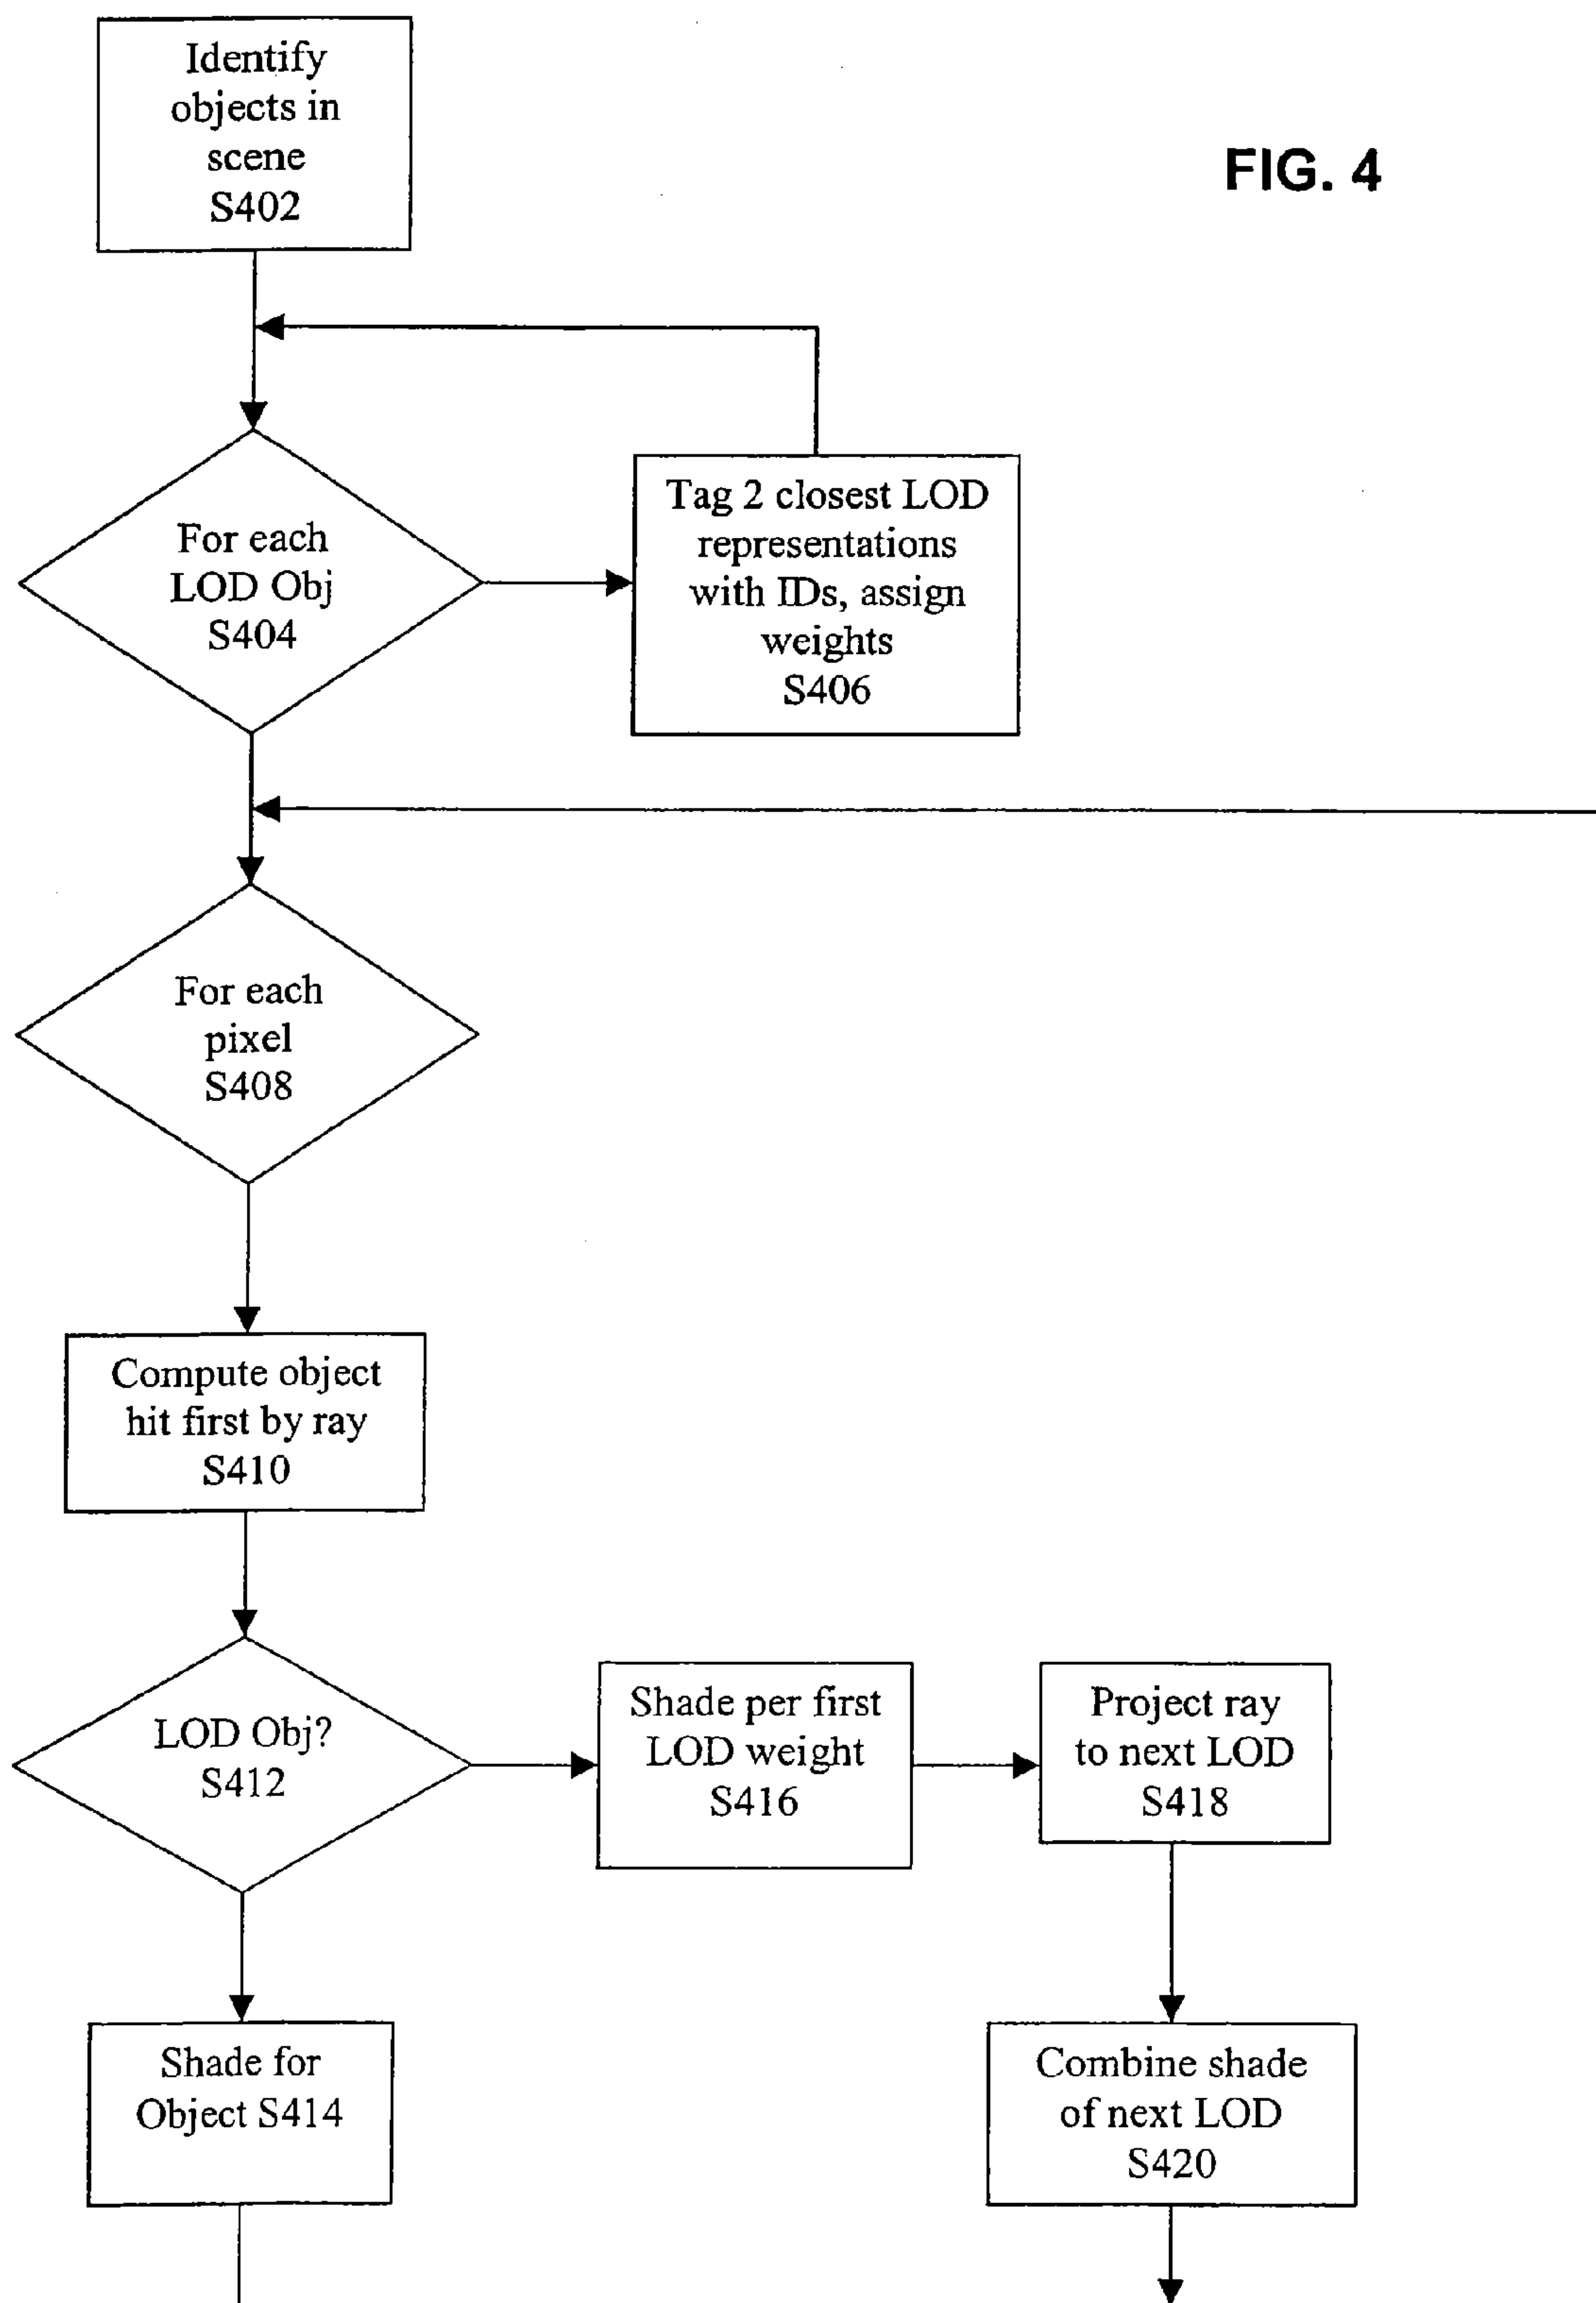 Identify
objects in
scene
S402
FIG. 4
For each
LOD Obj
S404
Tag 2 closest LOD
representations
with IDs, assign
weights
S406
For each
pixel
S408
Compute object
hit first by ray
S410
LOD Obj?
S412
Shade per first
LOD weight
S416
Project ray
to next LOD
S418
Shade for
Object S414
Combine shade
of next LOD
S420